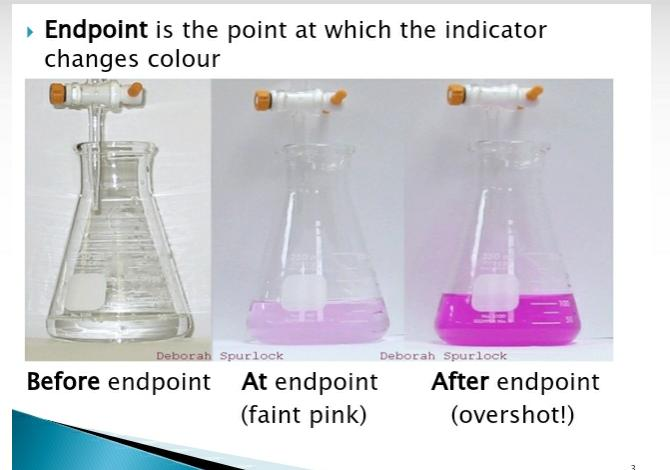 Endpoint is the point at which the indicator
changes colour
Deborah Spurlock
Deborah Spurlock
Before endpoint
At endpoint
(faint pink)
After endpoint
(overshot!)
3